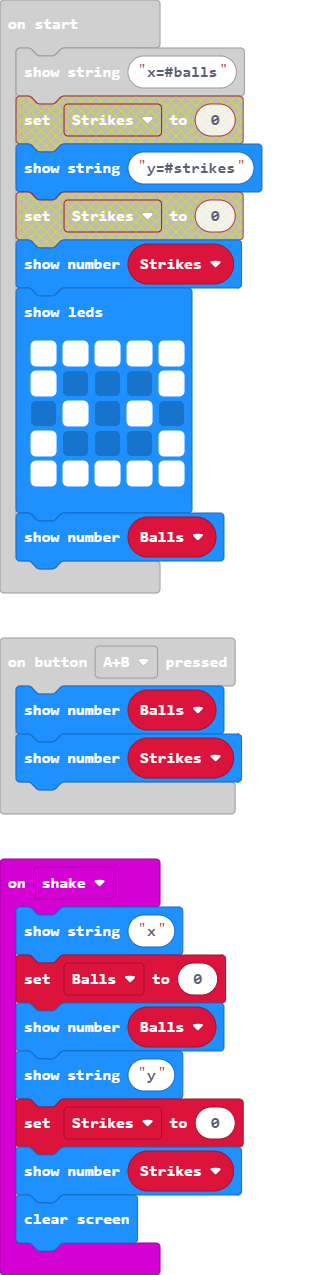 on start
show string "x=#balls"
set Strikes to 0
show string "y=#strikes"
set Strikes to 0
show number Strikes
show leds
show number Balls
on button A+B pressed
show number Balls
show number Strikes
on shake
show string "x"
set Balls to 0
show number Balls
show string "y"
set Strikes to 0
show number Strikes
clear screen